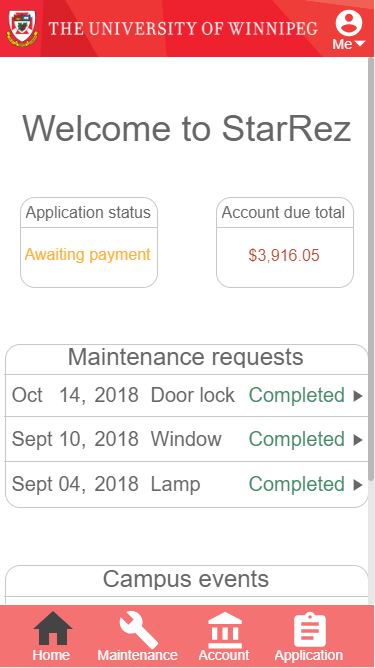 THE UNIVERSITY OF WINNIPEG
Me
Welcome to StarRez
Application status
Awaiting payment
Account due total
$3,916.05
Maintenance requests
Oct 14, 2018 Door lock Completed
Sept 10, 2018 Window Completed
Sept 04, 2018 Lamp Completed
Campus events
Home Maintenance Account Application